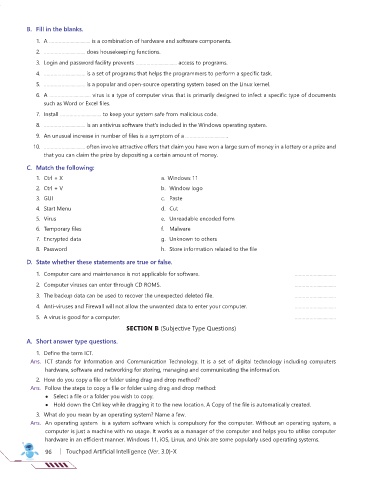 B. Fill in the blanks.
1. A ........................ is a combination of hardware and software components.
2. ........................ does housekeeping functions.
3. Login and password facility prevents ........................ access to programs.
4. ........................ is a set of programs that helps the programmers to perform a specific task.
5. ........................ is a popular and open-source operating system based on the Linux kernel.
6. A ........................ virus is a type of computer virus that is primarily designed to infect a specific type of documents
such as Word or Excel files.
7. Install ........................ to keep your system safe from malicious code.
8. ........................ is an antivirus software that's included in the Windows operating system.
9. An unusual increase in number of files is a symptom of a ........................
10. ........................ often involve attractive offers that claim you have won a large sum of money in a lottery or a prize and
that you can claim the prize by depositing a certain amount of money.
C. Match the following:
1. Ctrl + X a. Windows 11
2. Ctrl + V b. Window logo
3. GUI c. Paste
4. Start Menu d. Cut
5. Virus e. Unreadable encoded form
6. Temporary files f. Malware
7. Encrypted data g. Unknown to others
8. Password h. Store information related to the file
D. State whether these statements are true or false.
1. Computer care and maintenance is not applicable for software. ........................
2. Computer viruses can enter through CD ROMS. ........................
3. The backup data can be used to recover the unexpected deleted file. ........................
4. Anti-viruses and Firewall will not allow the unwanted data to enter your computer. ........................
5. A virus is good for a computer. ........................
SECTION B (Subjective Type Questions)
A. Short answer type questions.
1. Define the term ICT.
Ans. ICT stands for Information and Communication Technology. It is a set of digital technology including computers
hardware, software and networking for storing, managing and communicating the information.
2. How do you copy a file or folder using drag and drop method?
Ans. Follow the steps to copy a file or folder using drag and drop method:
• Select a file or a folder you wish to copy.
• Hold down the Ctrl key while dragging it to the new location. A Copy of the file is automatically created.
3. What do you mean by an operating system? Name a few.
Ans. An operating system is a system software which is compulsory for the computer. Without an operating system, a
computer is just a machine with no usage. It works as a manager of the computer and helps you to utilise computer
hardware in an efficient manner. Windows 11, iOS, Linux, and Unix are some popularly used operating systems.
96 | Touchpad Artificial Intelligence (Ver. 3.0)-X